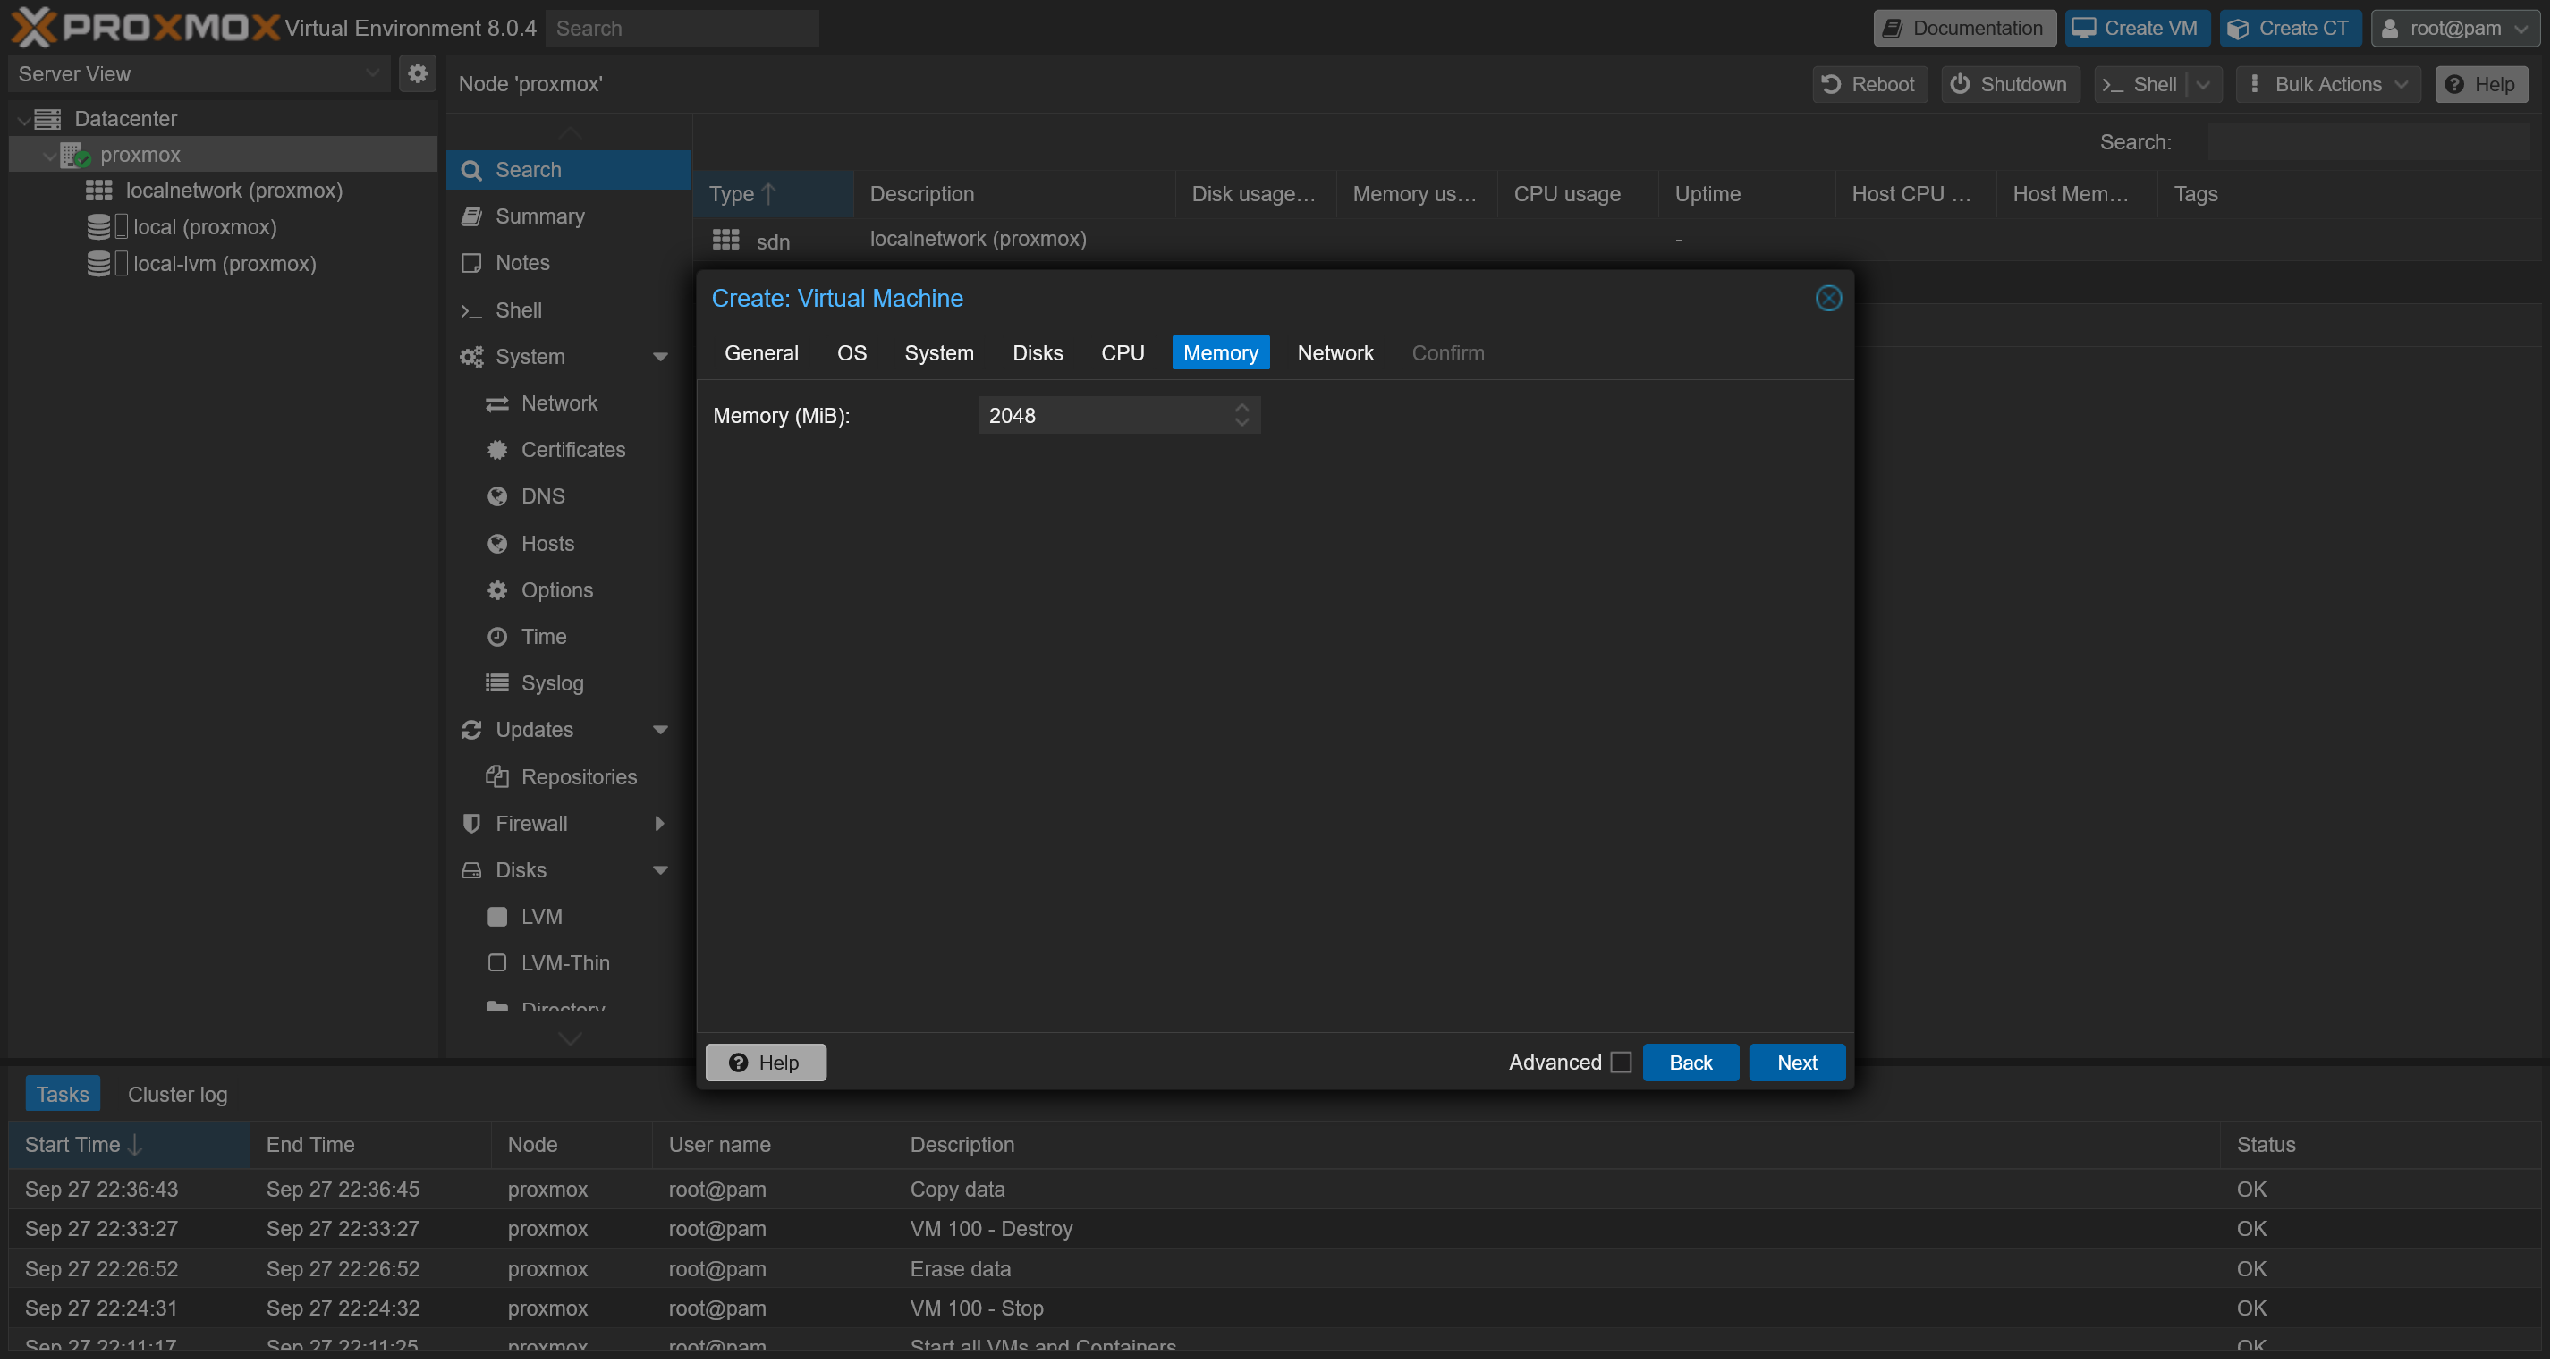 PROXMOX Virtual Environment 8.0.4 Search Documentation Create VM Create CT root@pam
Server View
Node 'proxmox' Reboot Shutdown >_ Shell Bulk Actions Help
Datacenter
proxmox
localnetwork (proxmox)
local (proxmox)
local-lvm (proxmox)
Search
Summary
Notes
>_ Shell
System
Network
Certificates
DNS
Hosts
Options
Time
Syslog
Updates
Repositories
Firewall
Disks
LVM
LVM-Thin
Directory
Search:
Type Description Disk usage... Memory us... CPU usage Uptime Host CPU ... Host Mem... Tags
sdn localnetwork (proxmox) -
Create: Virtual Machine
General OS System Disks CPU Memory Network Confirm
Memory (MiB): 2048
Help Advanced Back Next
Tasks Cluster log
Start Time End Time Node User name Description Status
Sep 27 22:36:43 Sep 27 22:36:45 proxmox root@pam Copy data OK
Sep 27 22:33:27 Sep 27 22:33:27 proxmox root@pam VM 100 - Destroy OK
Sep 27 22:26:52 Sep 27 22:26:52 proxmox root@pam Erase data OK
Sep 27 22:24:31 Sep 27 22:24:32 proxmox root@pam VM 100 - Stop OK
Sep 27 22:11:17 Sep 27 22:11:25 proxmox root@pam Start all VMs and Containers OK